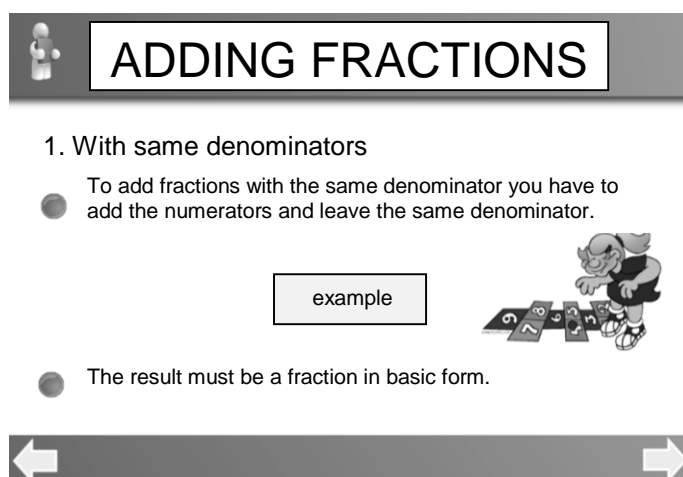 ADDING FRACTIONS
1. With same denominators
To add fractions with the same denominator you have to
add the numerators and leave the same denominator.
example
The result must be a fraction in basic form.